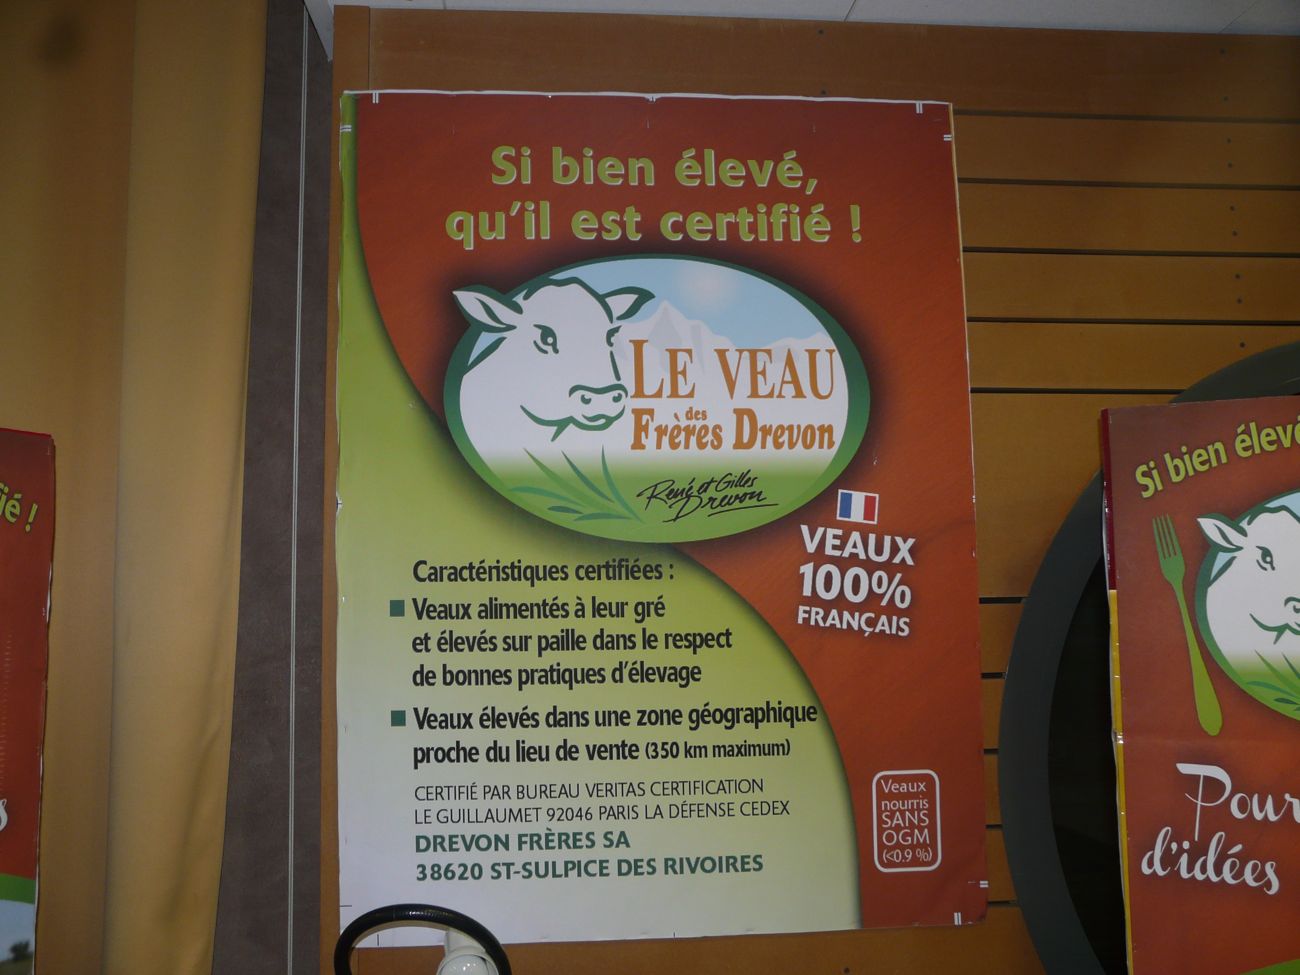 Si bien élevé,
qu'il est certifié !
LE VEAU
des
Frères Drevon
René et Gilles
Drevon
VEAUX
100%
FRANÇAIS
Caractéristiques certifiées :
Veaux alimentés à leur gré
et élevés sur paille dans le respect
de bonnes pratiques d'élevage
Veaux élevés dans une zone géographique
proche du lieu de vente (350 km maximum)
CERTIFIÉ PAR BUREAU VERITAS CERTIFICATION
LE GUILLAUMET 92046 PARIS LA DÉFENSE CEDEX
DREVON FRÈRES SA
38620 ST-SULPICE DES RIVOIRES
Veaux
nourris
SANS
OGM
(<0.9 %)
fié !
s
Si bien élevé
Pour
d'idées